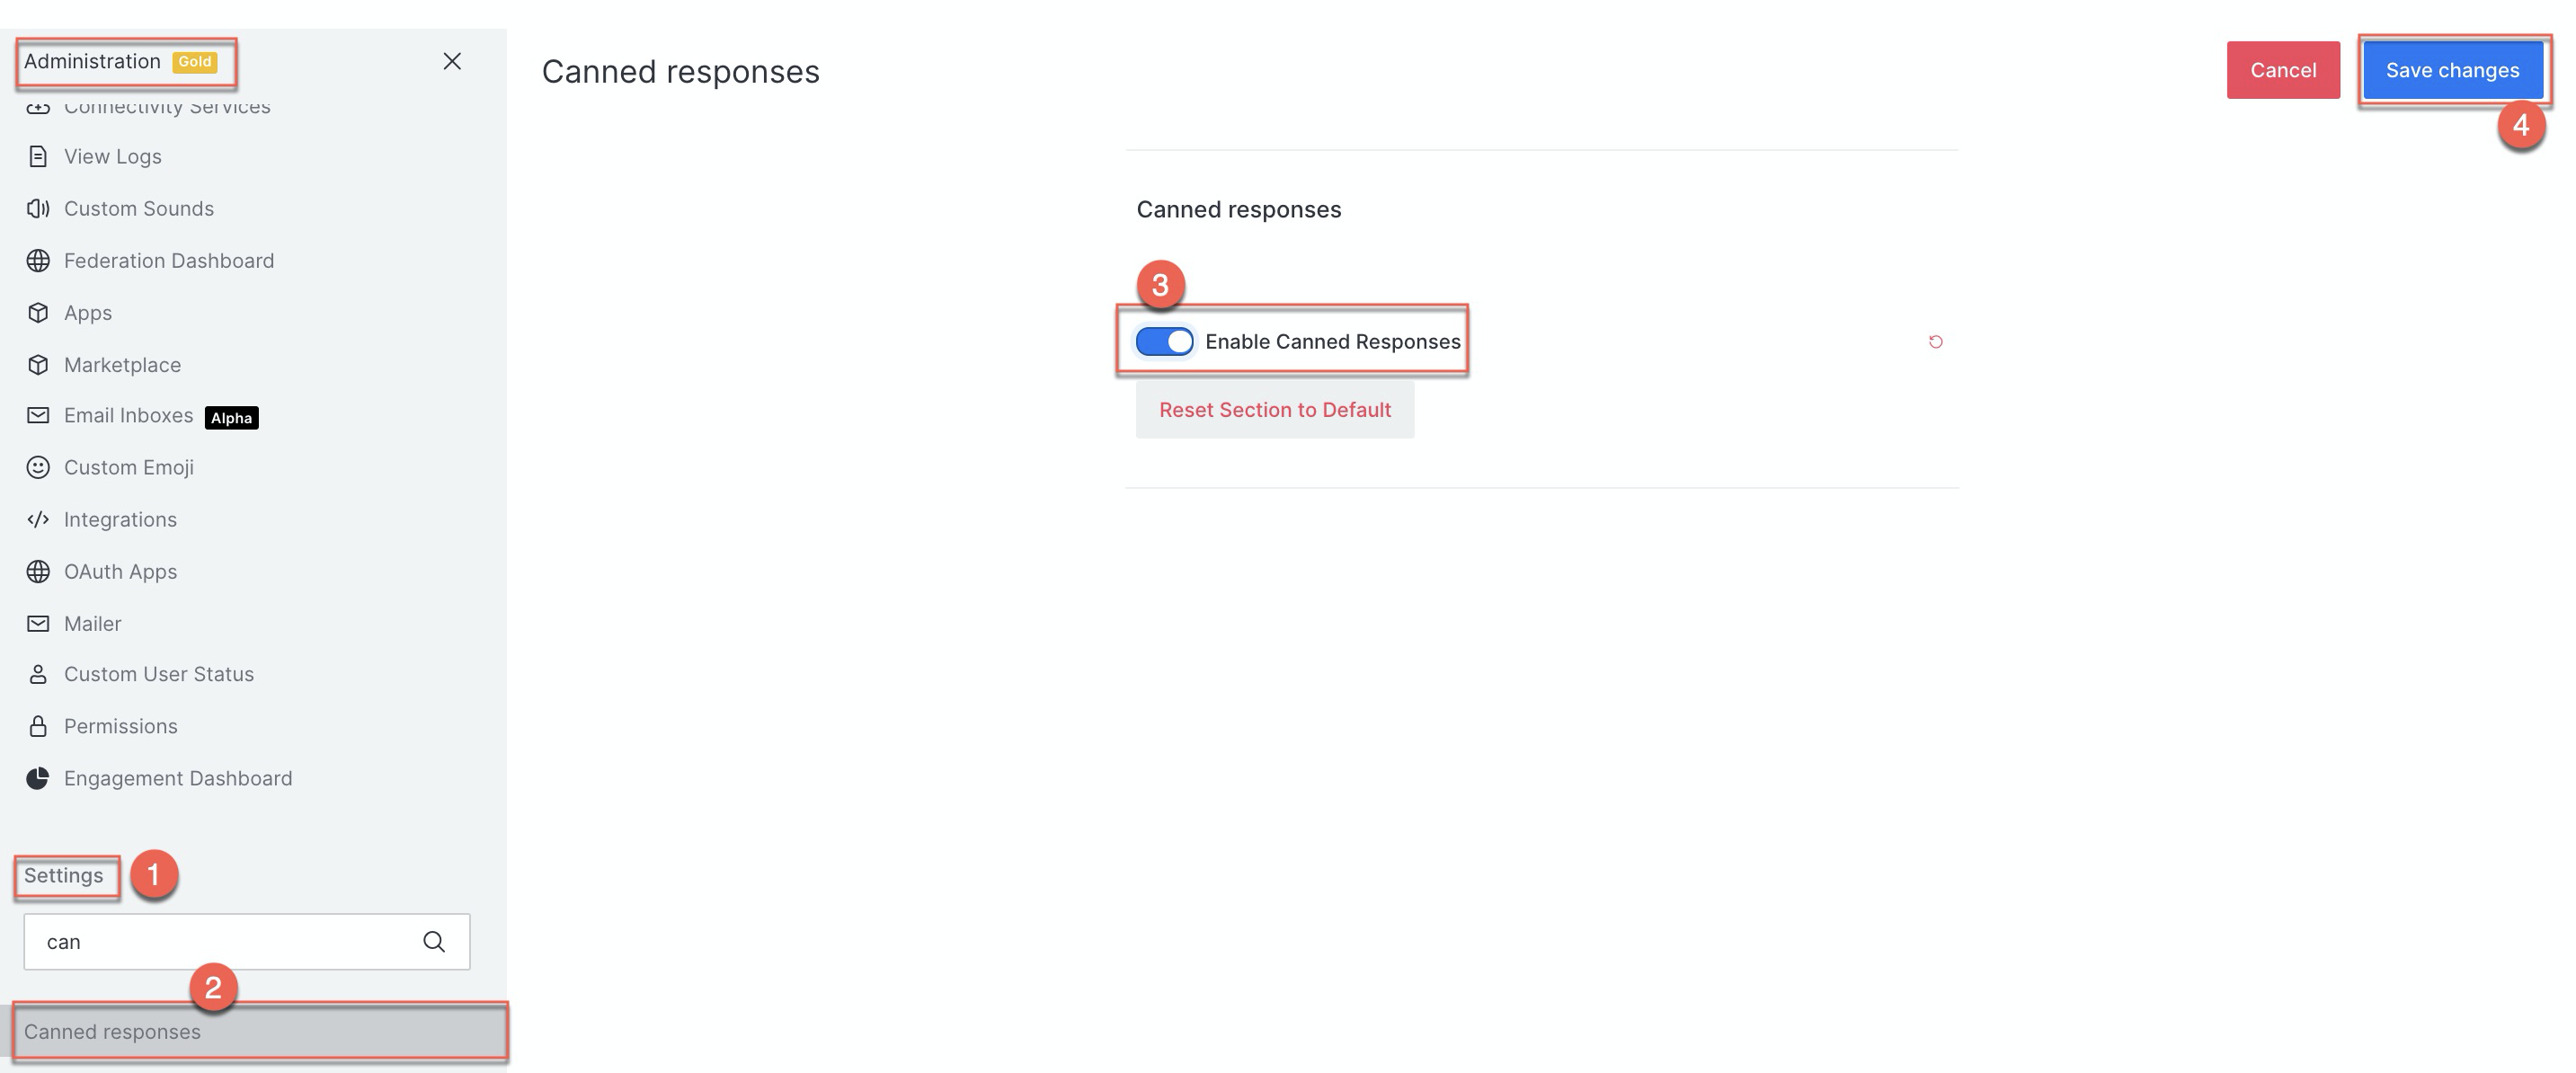 Administration Gold
Connectivity Services
View Logs
Custom Sounds
Federation Dashboard
Apps
Marketplace
Email Inboxes Alpha
Custom Emoji
Integrations
OAuth Apps
Mailer
Custom User Status
Permissions
Engagement Dashboard
Settings 1
can
2
Canned responses
Canned responses
Cancel
Save changes
4
Canned responses
3
Enable Canned Responses
Reset Section to Default